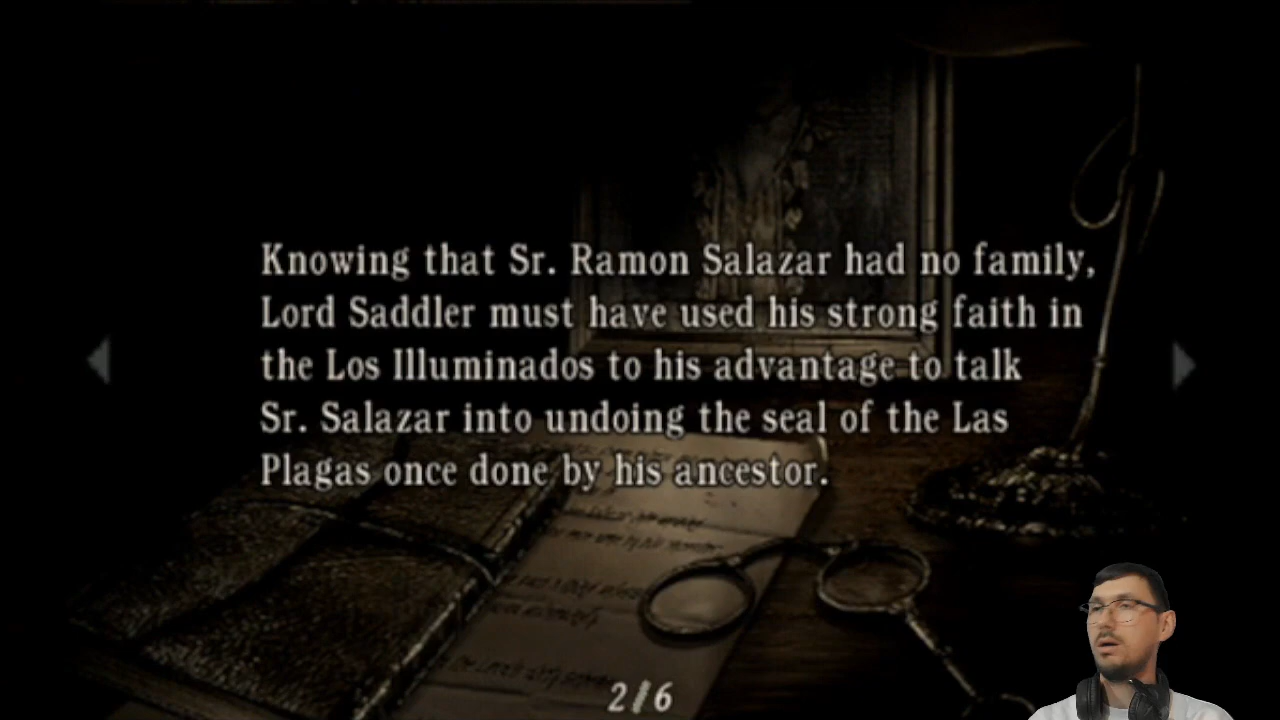 Knowing that Sr. Ramon Salazar had no family,
Lord Saddler must have used his strong faith in
the Los Illuminados to his advantage to talk
Sr. Salazar into undoing the seal of the Las
Plagas once done by his ancestor.
2/6